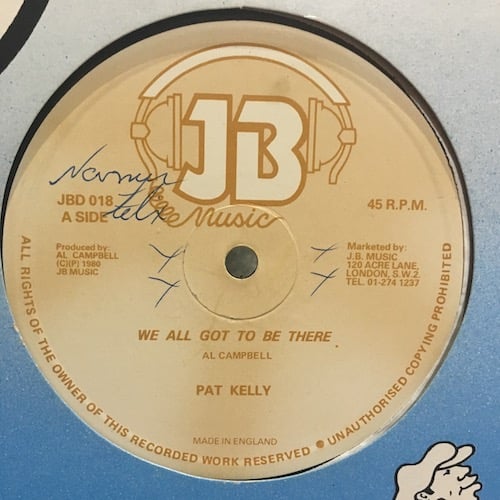 JB
Music
Norman
Felix
JBD 018
A SIDE
45 R.P.M.
Produced by:
AL CAMPBELL
(C)(P) 1980
JB MUSIC
Marketed by:
J.B. MUSIC
120 ACRE LANE,
LONDON, S.W.2.
TEL. 01-274 1237
WE ALL GOT TO BE THERE
AL CAMPBELL
PAT KELLY
MADE IN ENGLAND
ALL RIGHTS OF THE OWNER OF THIS RECORDED WORK RESERVED ● UNAUTHORISED COPYING PROHIBITED